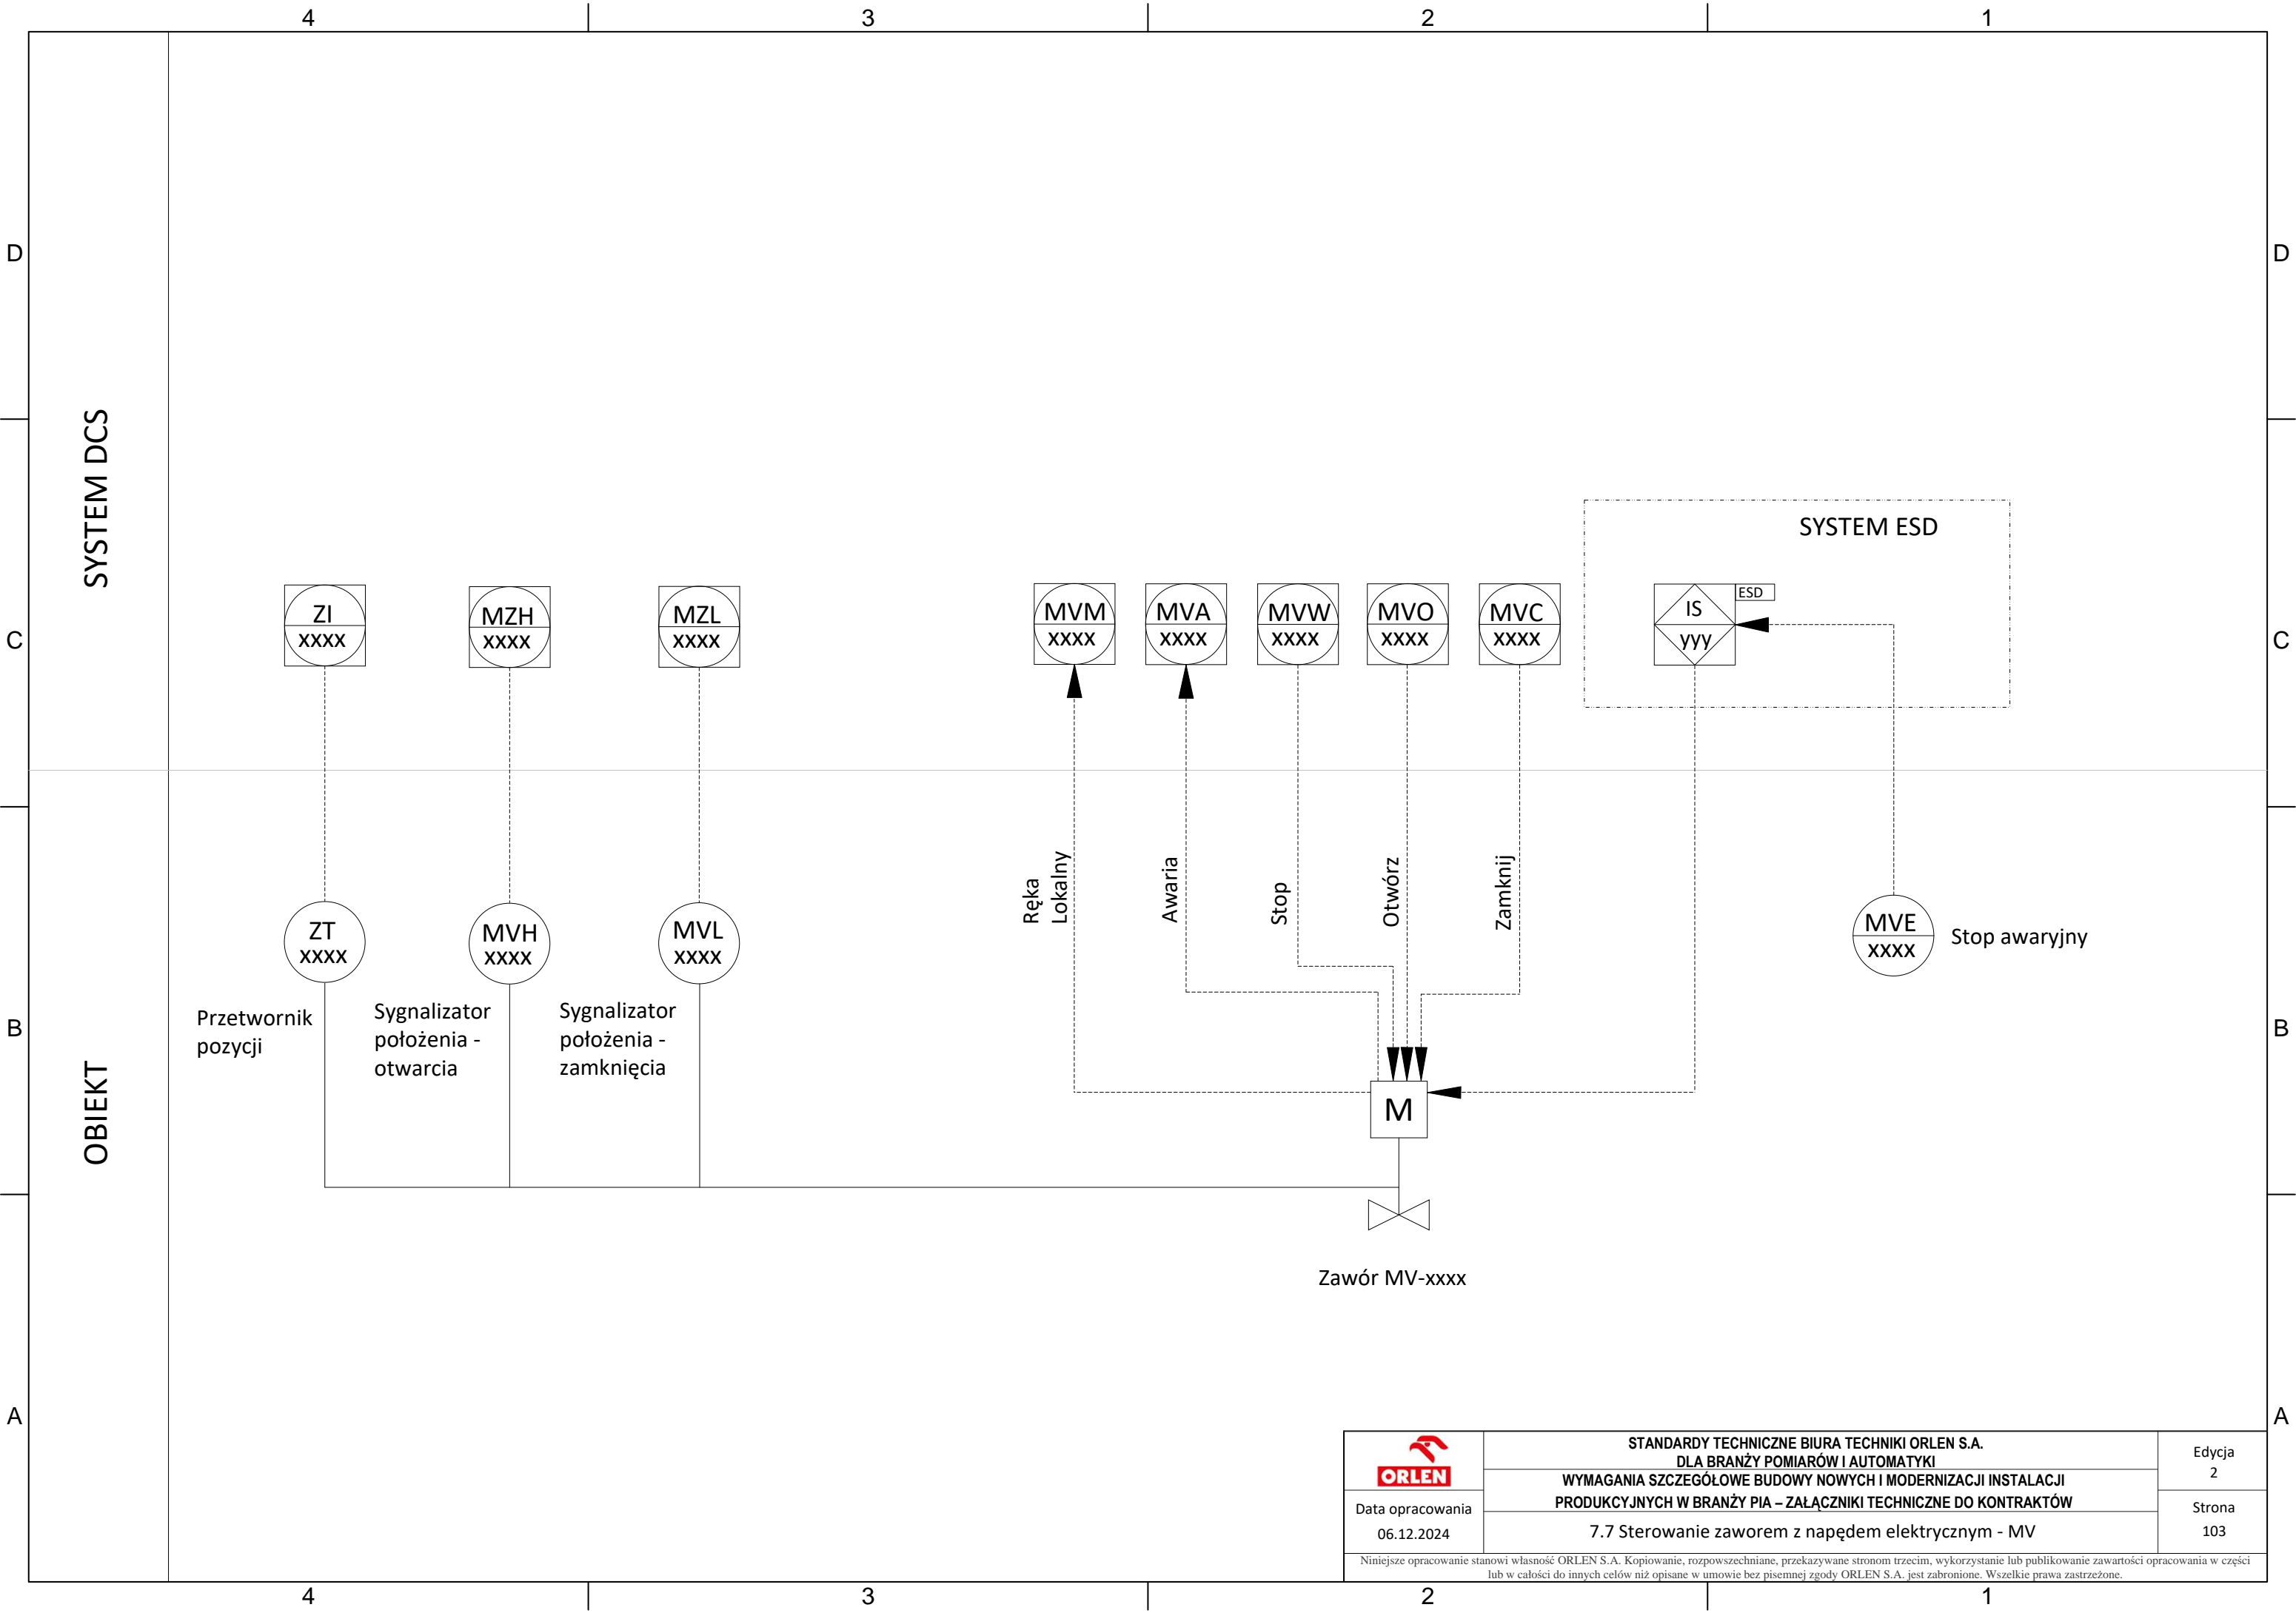 4
3
2
1
D
D
SYSTEM DCS
SYSTEM ESD
ZI
xxxx
MZH
xxxx
MZL
xxxx
MVM
xxxx
MVA
xxxx
MVW
xxxx
MVO
xxxx
MVC
xxxx
IS
yyy
ESD
C
C
Ręka
Lokalny
Awaria
Stop
Otwórz
Zamknij
ZT
xxxx
MVH
xxxx
MVL
xxxx
MVE
xxxx
Stop awaryjny
Przetwornik
pozycji
Sygnalizator
położenia -
otwarcia
Sygnalizator
położenia -
zamknięcia
B
B
OBIEKT
M
Zawór MV-xxxx
A
A
ORLEN
STANDARDY TECHNICZNE BIURA TECHNIKI ORLEN S.A.
DLA BRANŻY POMIARÓW I AUTOMATYKI
WYMAGANIA SZCZEGÓŁOWE BUDOWY NOWYCH I MODERNIZACJI INSTALACJI
PRODUKCYJNYCH W BRANŻY PIA – ZAŁĄCZNIKI TECHNICZNE DO KONTRAKTÓW
Edycja
2
Data opracowania
06.12.2024
7.7 Sterowanie zaworem z napędem elektrycznym - MV
Strona
103
Niniejsze opracowanie stanowi własność ORLEN S.A. Kopiowanie, rozpowszechniane, przekazywane stronom trzecim, wykorzystanie lub publikowanie zawartości opracowania w części
lub w całości do innych celów niż opisane w umowie bez pisemnej zgody ORLEN S.A. jest zabronione. Wszelkie prawa zastrzeżone.
4
3
2
1